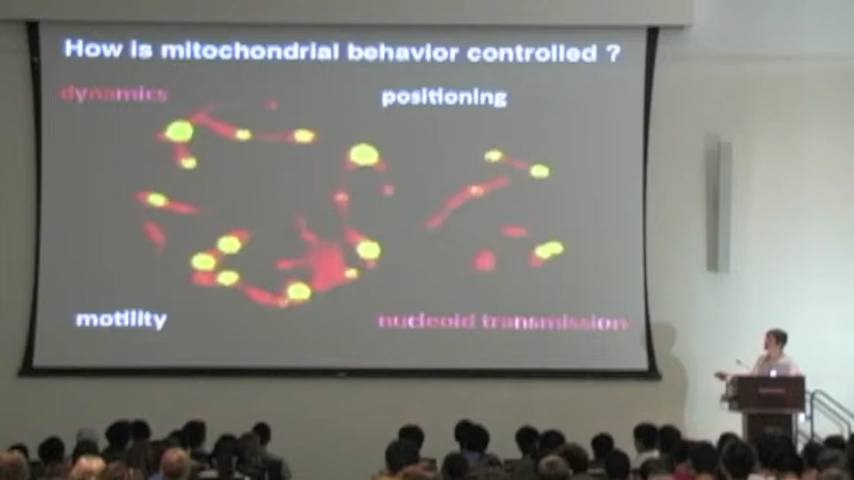 How is mitochondrial behavior controlled ?
dynamics
positioning
motility
nucleoid transmission